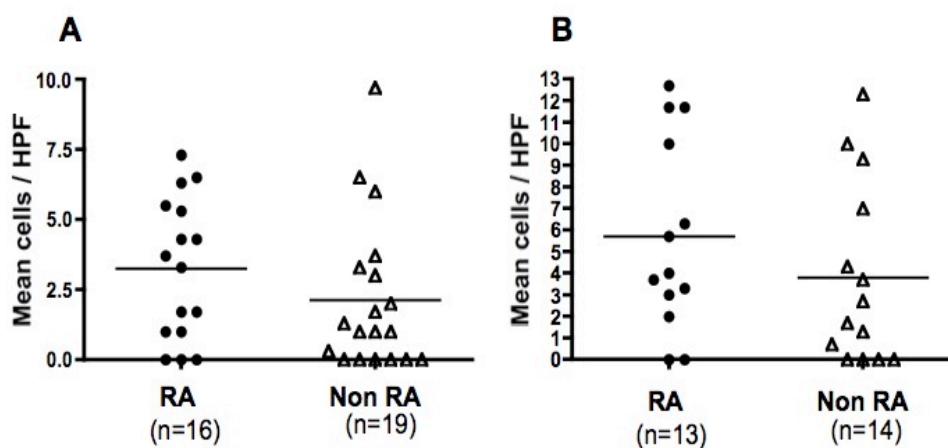 A
Mean cells / HPF
10.0
7.5
5.0
2.5
0.0
RA
(n=16)
Non RA
(n=19)
B
Mean cells / HPF
13
12
11
10
9
8
7
6
5
4
3
2
1
0
RA
(n=13)
Non RA
(n=14)